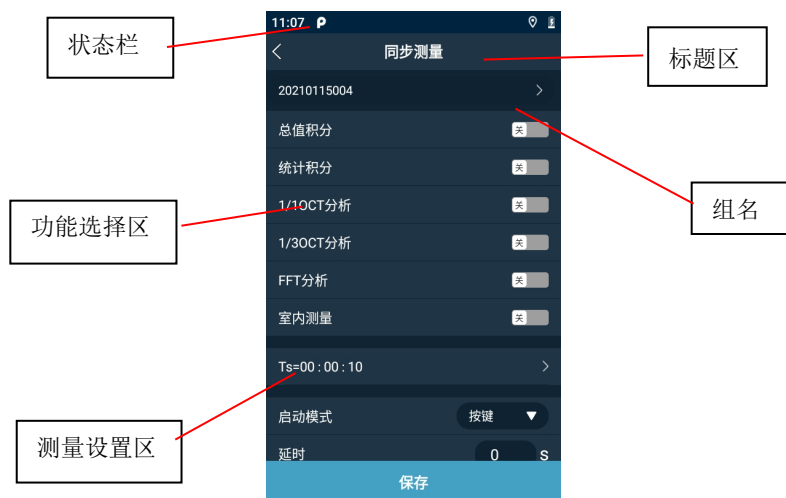 11:07
同步测量
20210115004
总值积分
关
统计积分
关
1/1OCT分析
关
1/3OCT分析
关
FFT分析
关
室内测量
关
Ts=00:00:10
启动模式
按键
延时
0
s
保存
状态栏
标题区
功能选择区
组名
测量设置区